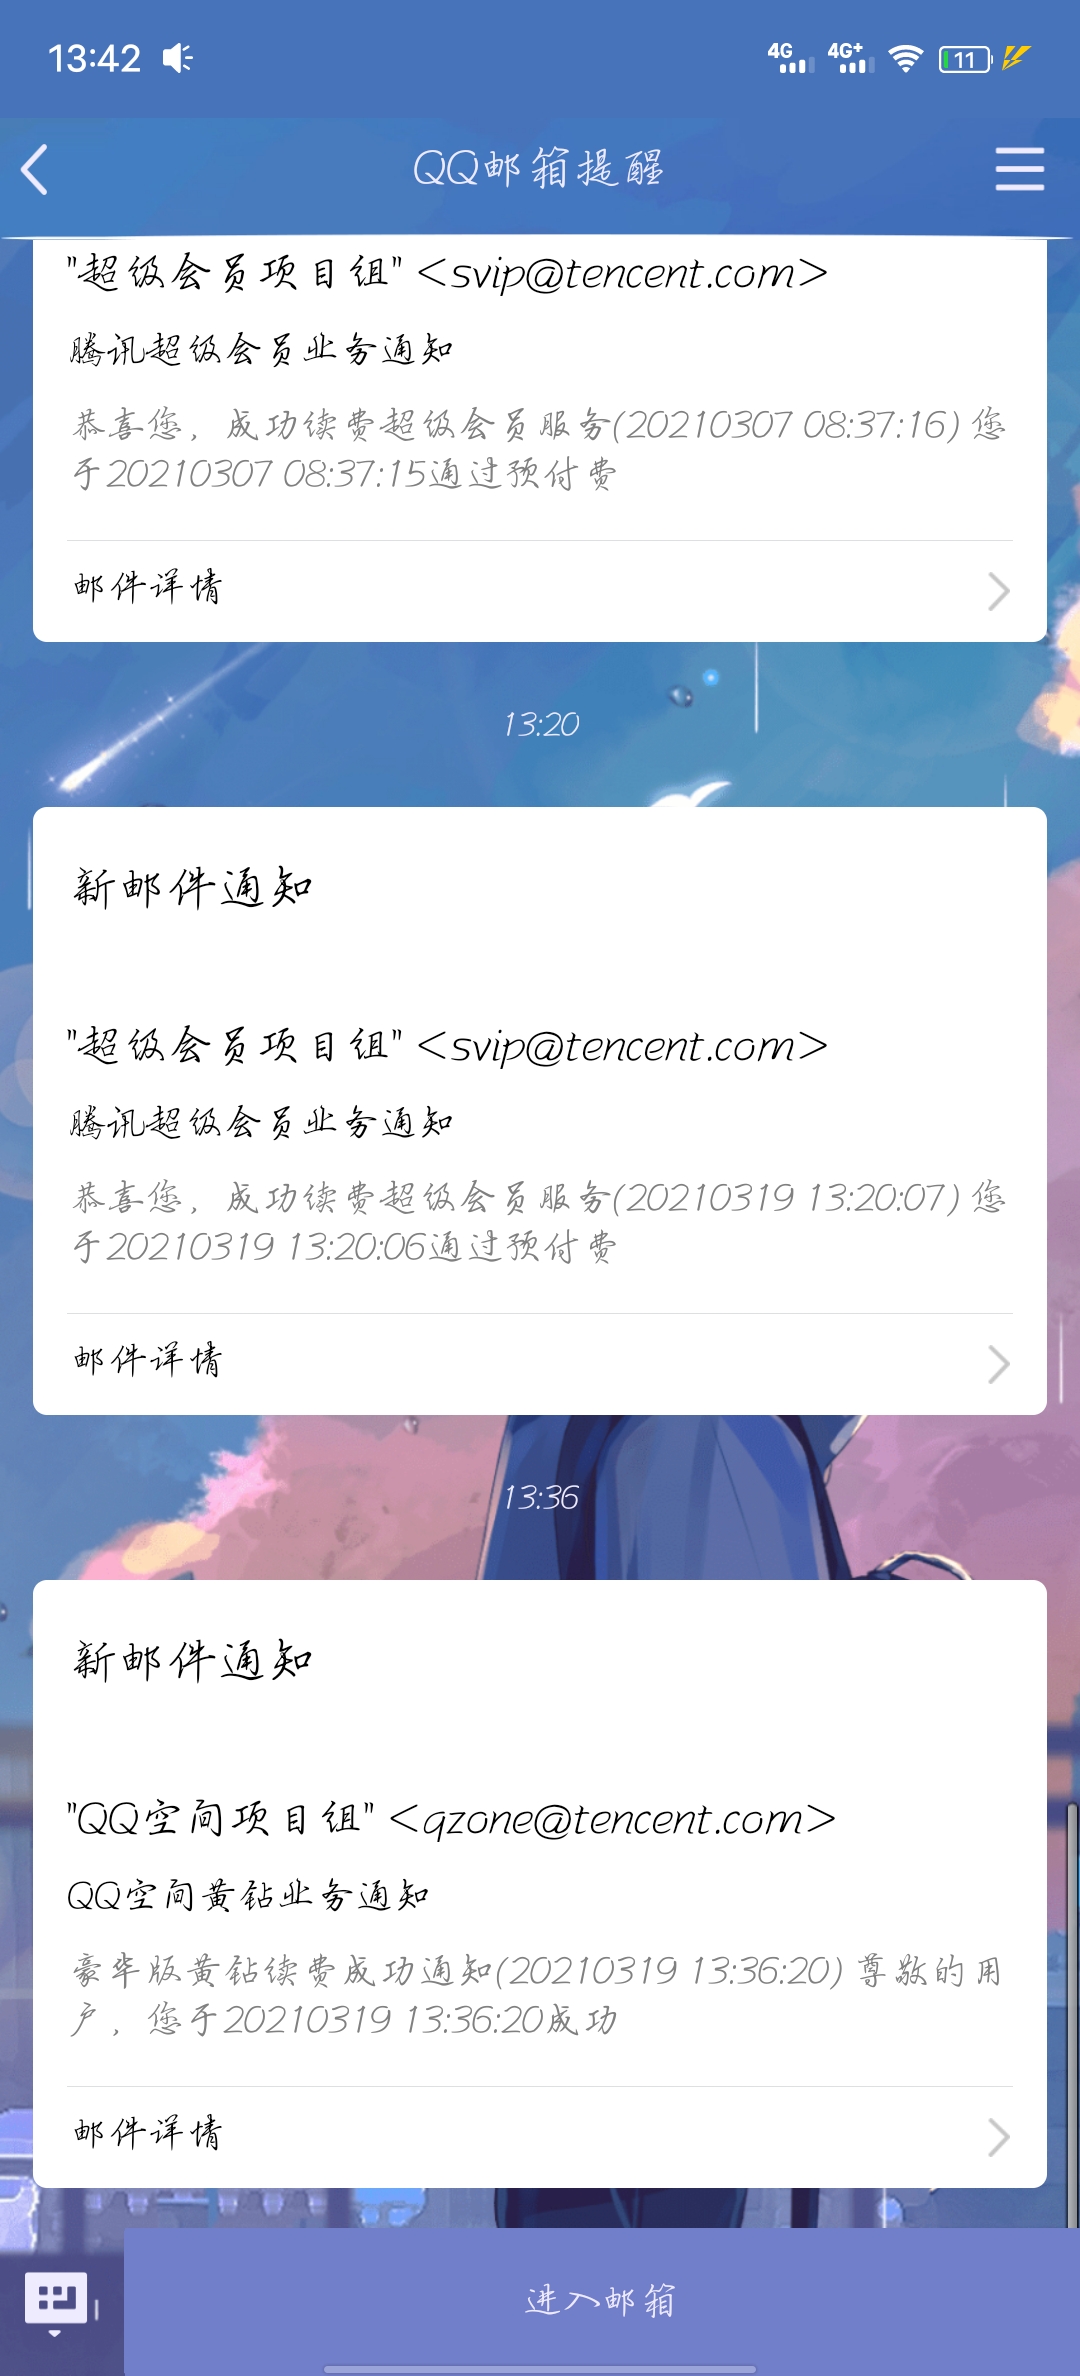 13:42
4G 4G+ 11
QQ邮箱提醒
"超级会员项目组" <svip@tencent.com>
腾讯超级会员业务通知
恭喜您，成功续费超级会员服务(20210307 08:37:16) 您
于20210307 08:37:15通过预付费
邮件详情
13:20
新邮件通知
"超级会员项目组" <svip@tencent.com>
腾讯超级会员业务通知
恭喜您，成功续费超级会员服务(20210319 13:20:07) 您
于20210319 13:20:06通过预付费
邮件详情
13:36
新邮件通知
"QQ空间项目组" <qzone@tencent.com>
QQ空间黄钻业务通知
豪华版黄钻续费成功通知(20210319 13:36:20) 尊敬的用
户，您于20210319 13:36:20成功
邮件详情
进入邮箱